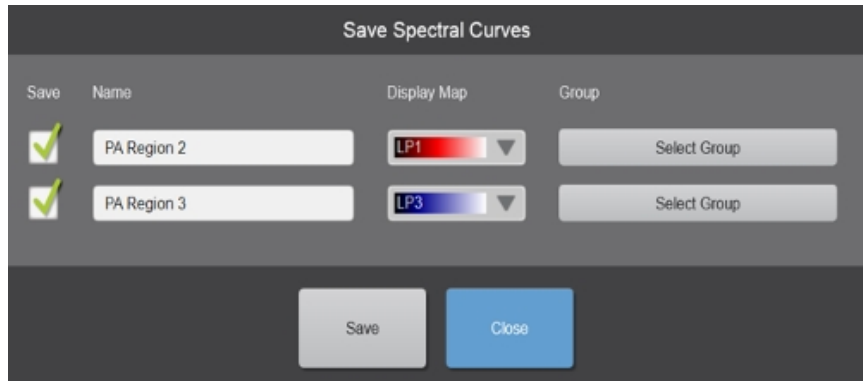 Save Spectral Curves
Save Name Display Map Group
PA Region 2 LP1 Select Group
PA Region 3 LP3 Select Group
Save Close